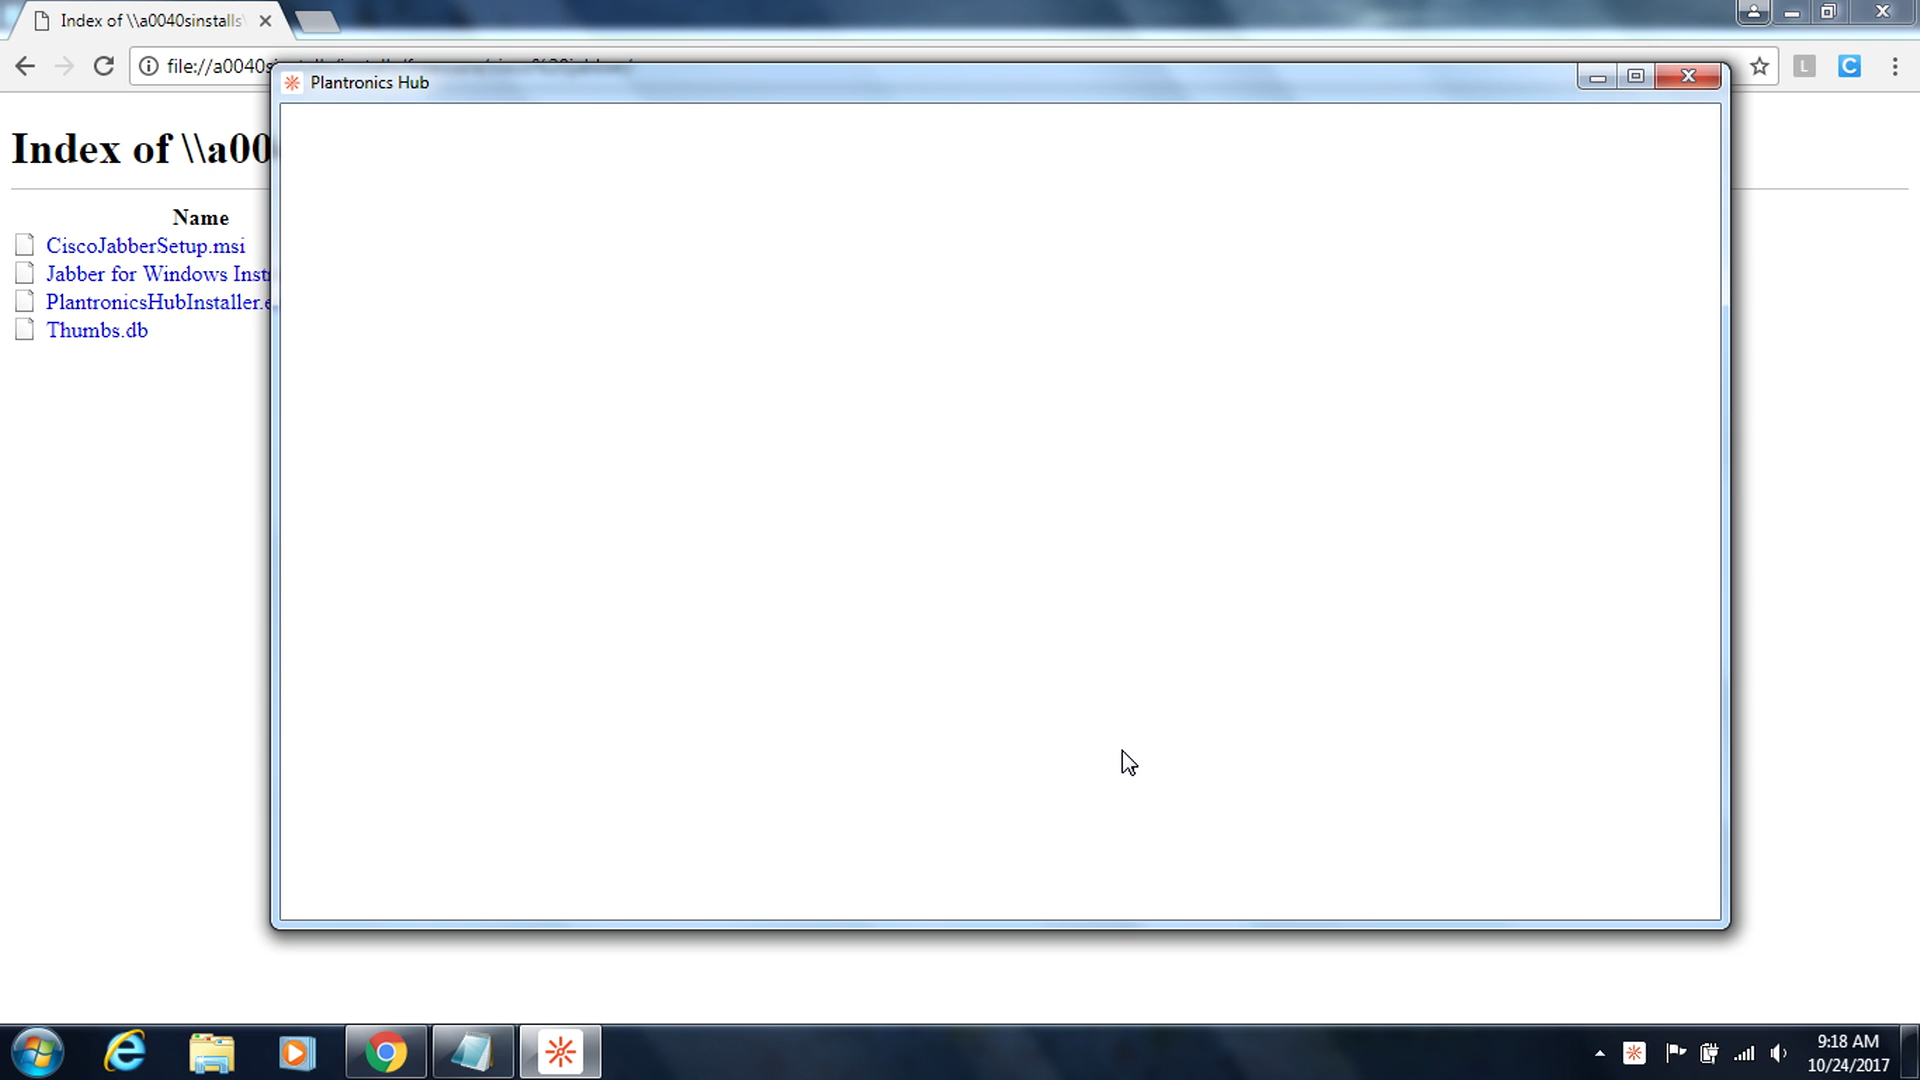 Index of \\a0040sinstalls\
file://a0040s
Plantronics Hub
L
C
Index of \\a00
Name
CiscoJabberSetup.msi
Jabber for Windows Inst
PlantronicsHubInstaller.e
Thumbs.db
9:18 AM
10/24/2017